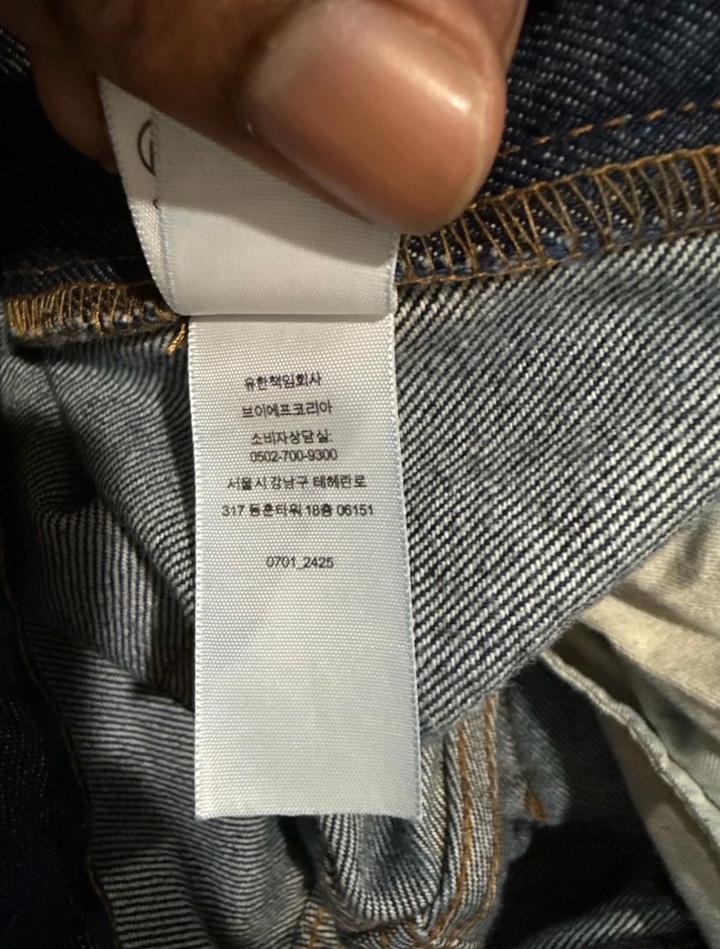 유한책임회사
브이에프코리아
소비자상담실:
0502-700-9300
서울시 강남구 테헤란로
317 동훈타워 18층 06151
0701_2425